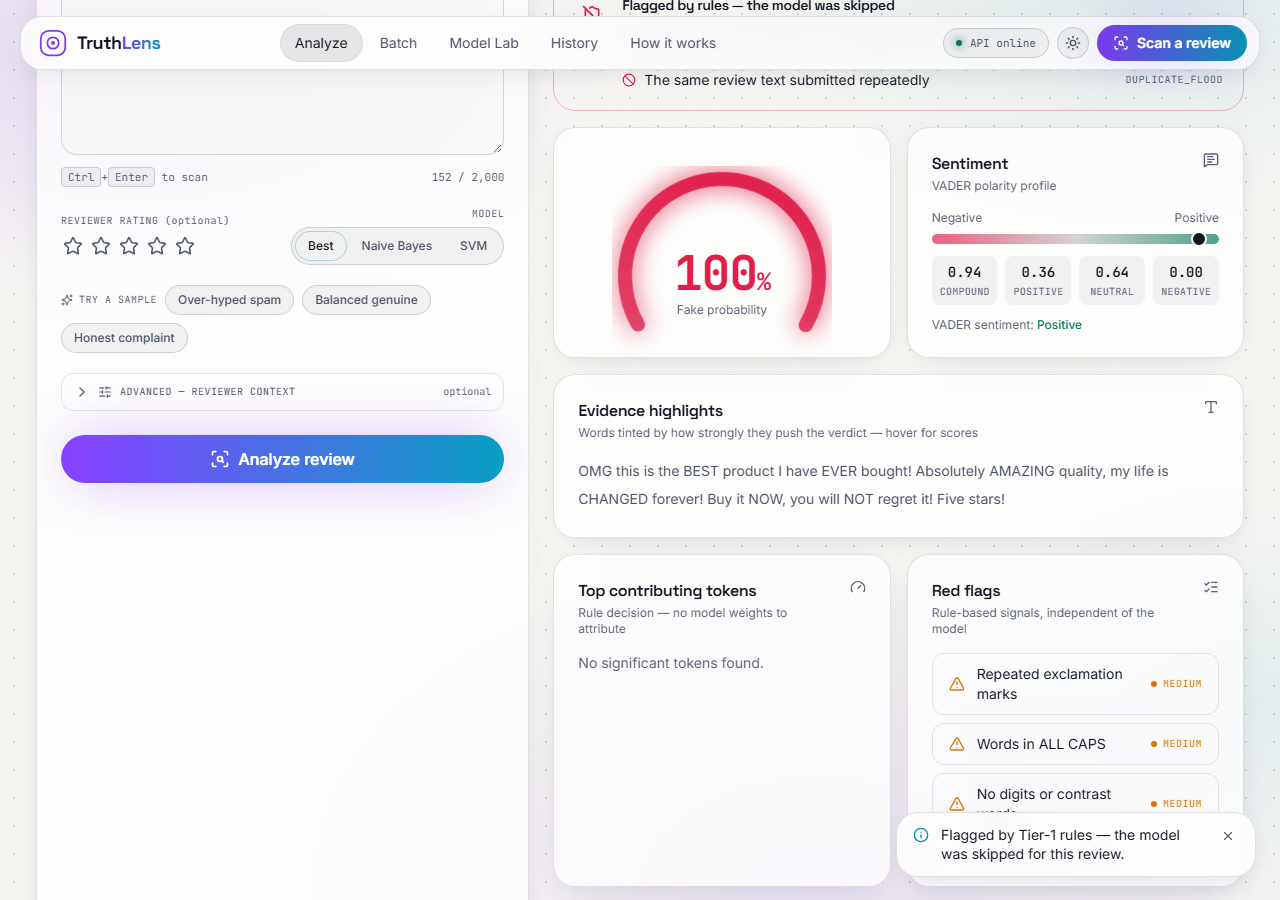 Flagged by rules — the model was skipped
TruthLens
Analyze
Batch
Model Lab
History
How it works
API online
Scan a review
The same review text submitted repeatedly
DUPLICATE_FLOOD
Ctrl+Enter to scan
152 / 2,000
REVIEWER RATING (optional)
MODEL
Best
Naive Bayes
SVM
TRY A SAMPLE
Over-hyped spam
Balanced genuine
Honest complaint
ADVANCED — REVIEWER CONTEXT
optional
Analyze review
100%
Fake probability
Sentiment
VADER polarity profile
Negative
Positive
0.94
COMPOUND
0.36
POSITIVE
0.64
NEUTRAL
0.00
NEGATIVE
VADER sentiment: Positive
Evidence highlights
Words tinted by how strongly they push the verdict — hover for scores
OMG this is the BEST product I have EVER bought! Absolutely AMAZING quality, my life is
CHANGED forever! Buy it NOW, you will NOT regret it! Five stars!
Top contributing tokens
Rule decision — no model weights to
attribute
No significant tokens found.
Red flags
Rule-based signals, independent of the
model
Repeated exclamation
marks
MEDIUM
Words in ALL CAPS
MEDIUM
No digits or contrast
words
MEDIUM
Flagged by Tier-1 rules — the model
was skipped for this review.